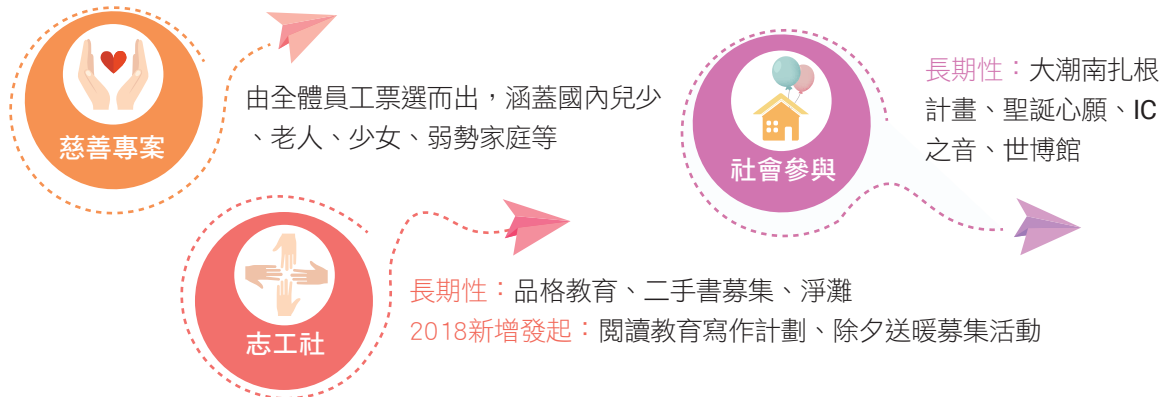 慈善專案
由全體員工票選而出，涵蓋國內兒少
、老人、少女、弱勢家庭等
社會參與
長期性：大潮南扎根
計畫、聖誕心願、IC
之音、世博館
志工社
長期性：品格教育、二手書募集、淨灘
2018新增發起：閱讀教育寫作計劃、除夕送暖募集活動